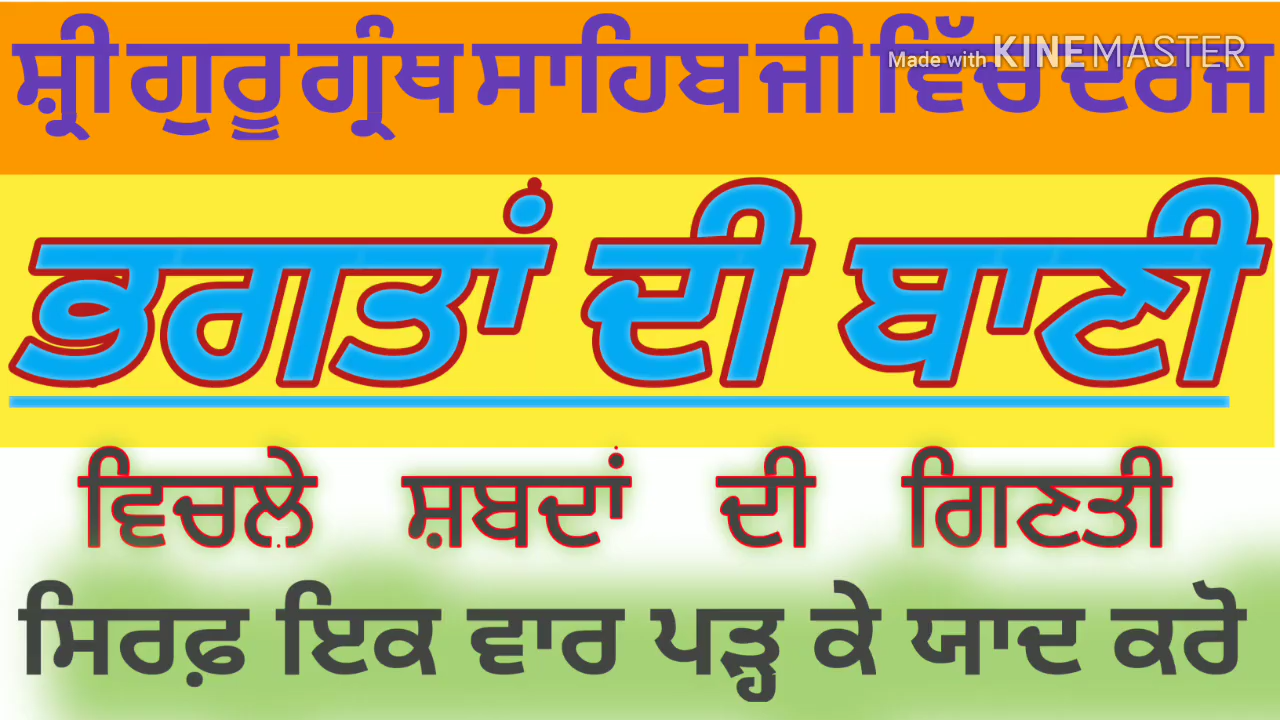 ਸ਼੍ਰੀ ਗੁਰੂ ਗ੍ਰੰਥ ਸਾਹਿਬ ਜੀ ਵਿੱਚ ਦਰਜ
Made with KINEMASTER
ਭਗਤਾਂ ਦੀ ਬਾਣੀ
ਵਿਚਲ਼ੇ ਸ਼ਬਦਾਂ ਦੀ ਗਿਣਤੀ
ਸਿਰਫ਼ ਇਕ ਵਾਰ ਪੜ੍ਹ ਕੇ ਯਾਦ ਕਰੋ